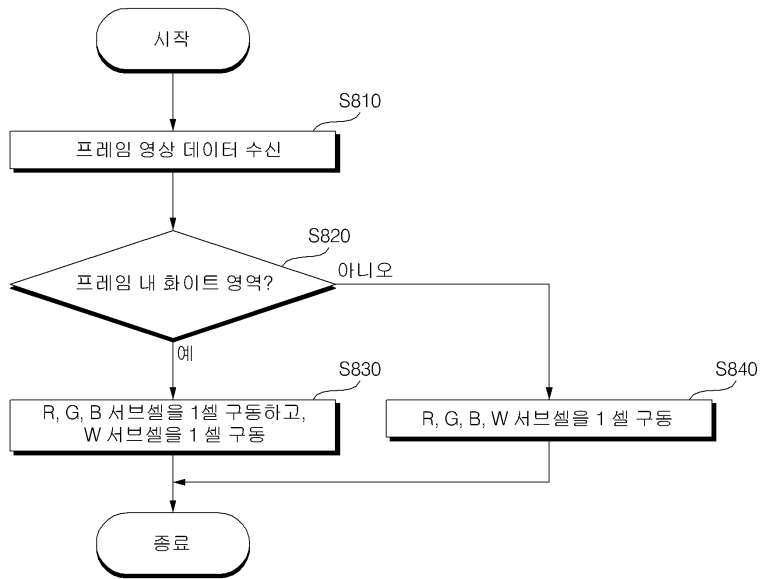 시작
S810
프레임 영상 데이터 수신
S820
프레임 내 화이트 영역?
아니오
예
S830
R, G, B 서브셀을 1셀 구동하고,
W 서브셀을 1 셀 구동
S840
R, G, B, W 서브셀을 1 셀 구동
종료